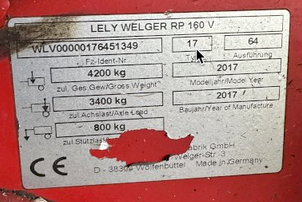 LELY WELGER RP 160 V
WLV00000176451349 17 64
Fz-Ident-Nr Ausführung
4200 kg 2017
zul. Ges.Gew/Gross Weight Modelljahr/Model Year
3400 kg 2017
zul. Achslast/Axle Load Baujahr/Year of Manufacture
800 kg
zul. Stützlast
GmbH
Welger-Str. 3
D - Wolfenbüttel Made in Germany
CE